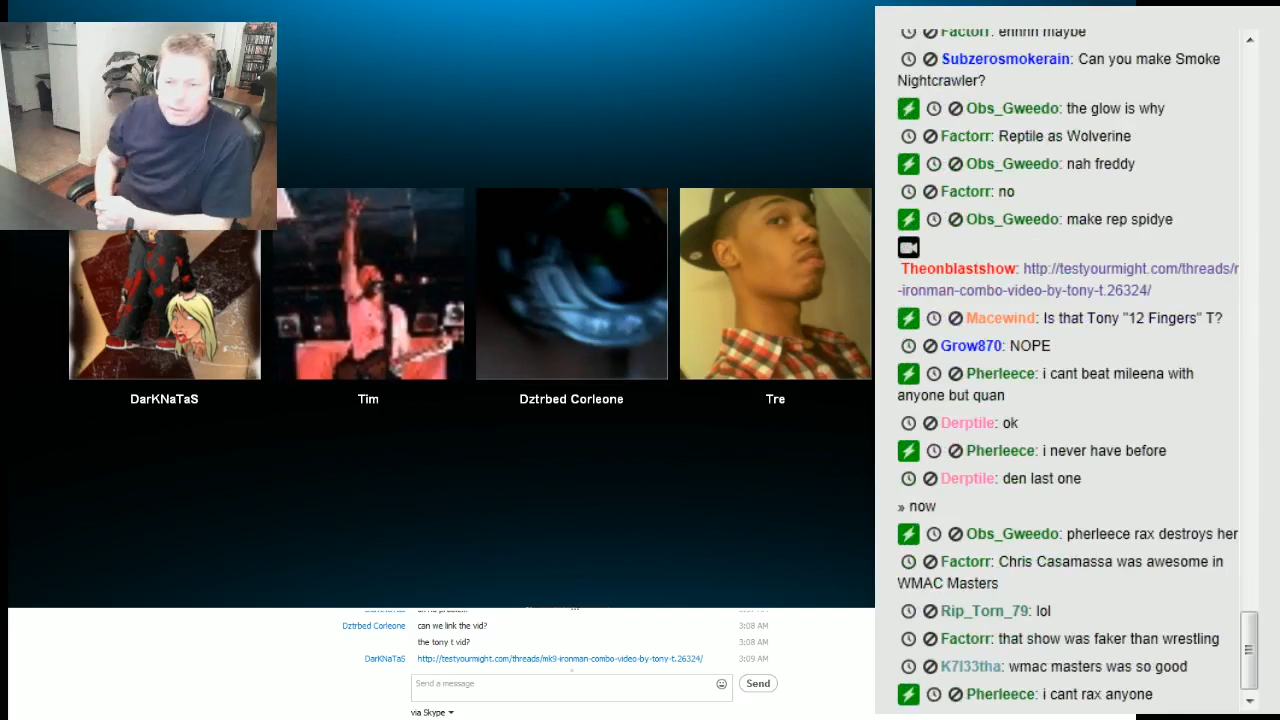 DarKNaTaS
Tim
Dztrbed Corleone
Tre
Dztrbed Corleone can we link the vid? 3:08 AM
the tony t vid? 3:08 AM
DarKNaTaS http://testyourmight.com/threads/mk9-ironman-combo-video-by-tony-t.26324/ 3:09 AM
Send a message
Send
via Skype
Factorr: ehhhh maybe
Subzerosmokerain: Can you make Smoke
Nightcrawler?
Obs_Gweedo: the glow is why
Factorr: Reptile as Wolverine
Obs_Gweedo: nah freddy
Factorr: no
Obs_Gweedo: make rep spidye
Theonblastshow: http://testyourmight.com/threads/r
-ironman-combo-video-by-tony-t.26324/
Macewind: Is that Tony "12 Fingers" T?
Grow870: NOPE
Pherleece: i cant beat mileena with
anyone but quan
Derptile: ok
Pherleece: i never have before
Derptile: den last one
» now
Obs_Gweedo: pherleece rax destroys her
Factorr: Chris Casamassa was awesome in
WMAC Masters
Rip_Torn_79: lol
Factorr: that show was faker than wrestling
K7l33tha: wmac masters was so good
Pherleece: i cant rax anyone